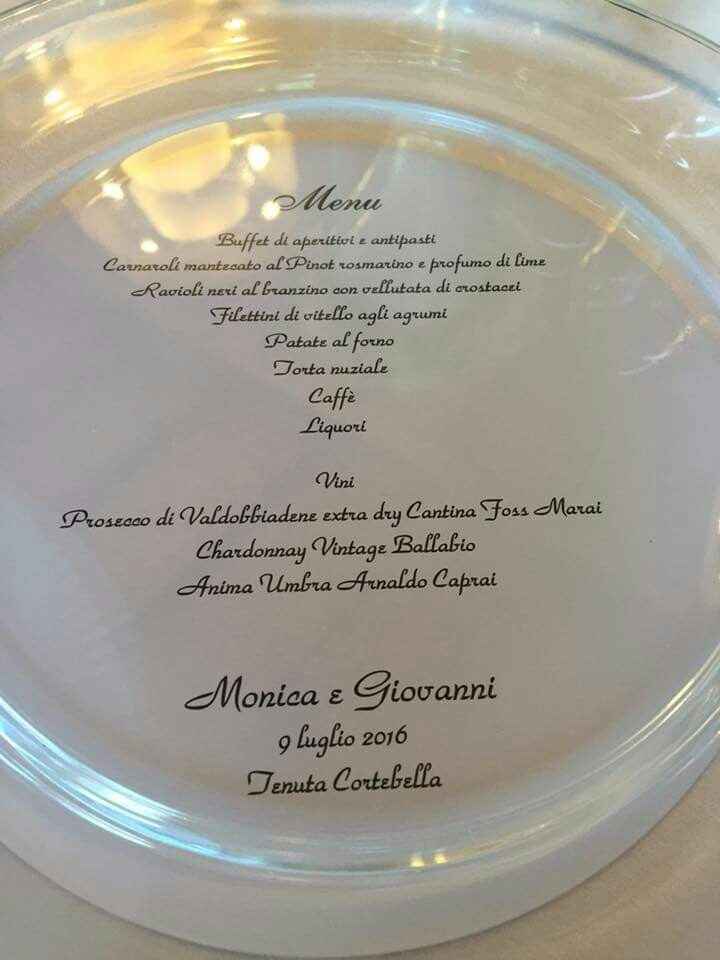 Menu
Buffet di aperitivi e antipasti
Carnaroli mantecato al Pinot rosmarino e profumo di lime
Ravioli neri al branzino con vellutata di crostacei
Filettini di vitello agli agrumi
Patate al forno
Torta nuziale
Caffè
Liquori
Vini
Prosecco di Valdobbiadene extra dry Cantina Foss Marai
Chardonnay Vintage Ballabio
Anima Umbra Arnaldo Caprai
Monica e Giovanni
9 luglio 2016
Tenuta Cortebella